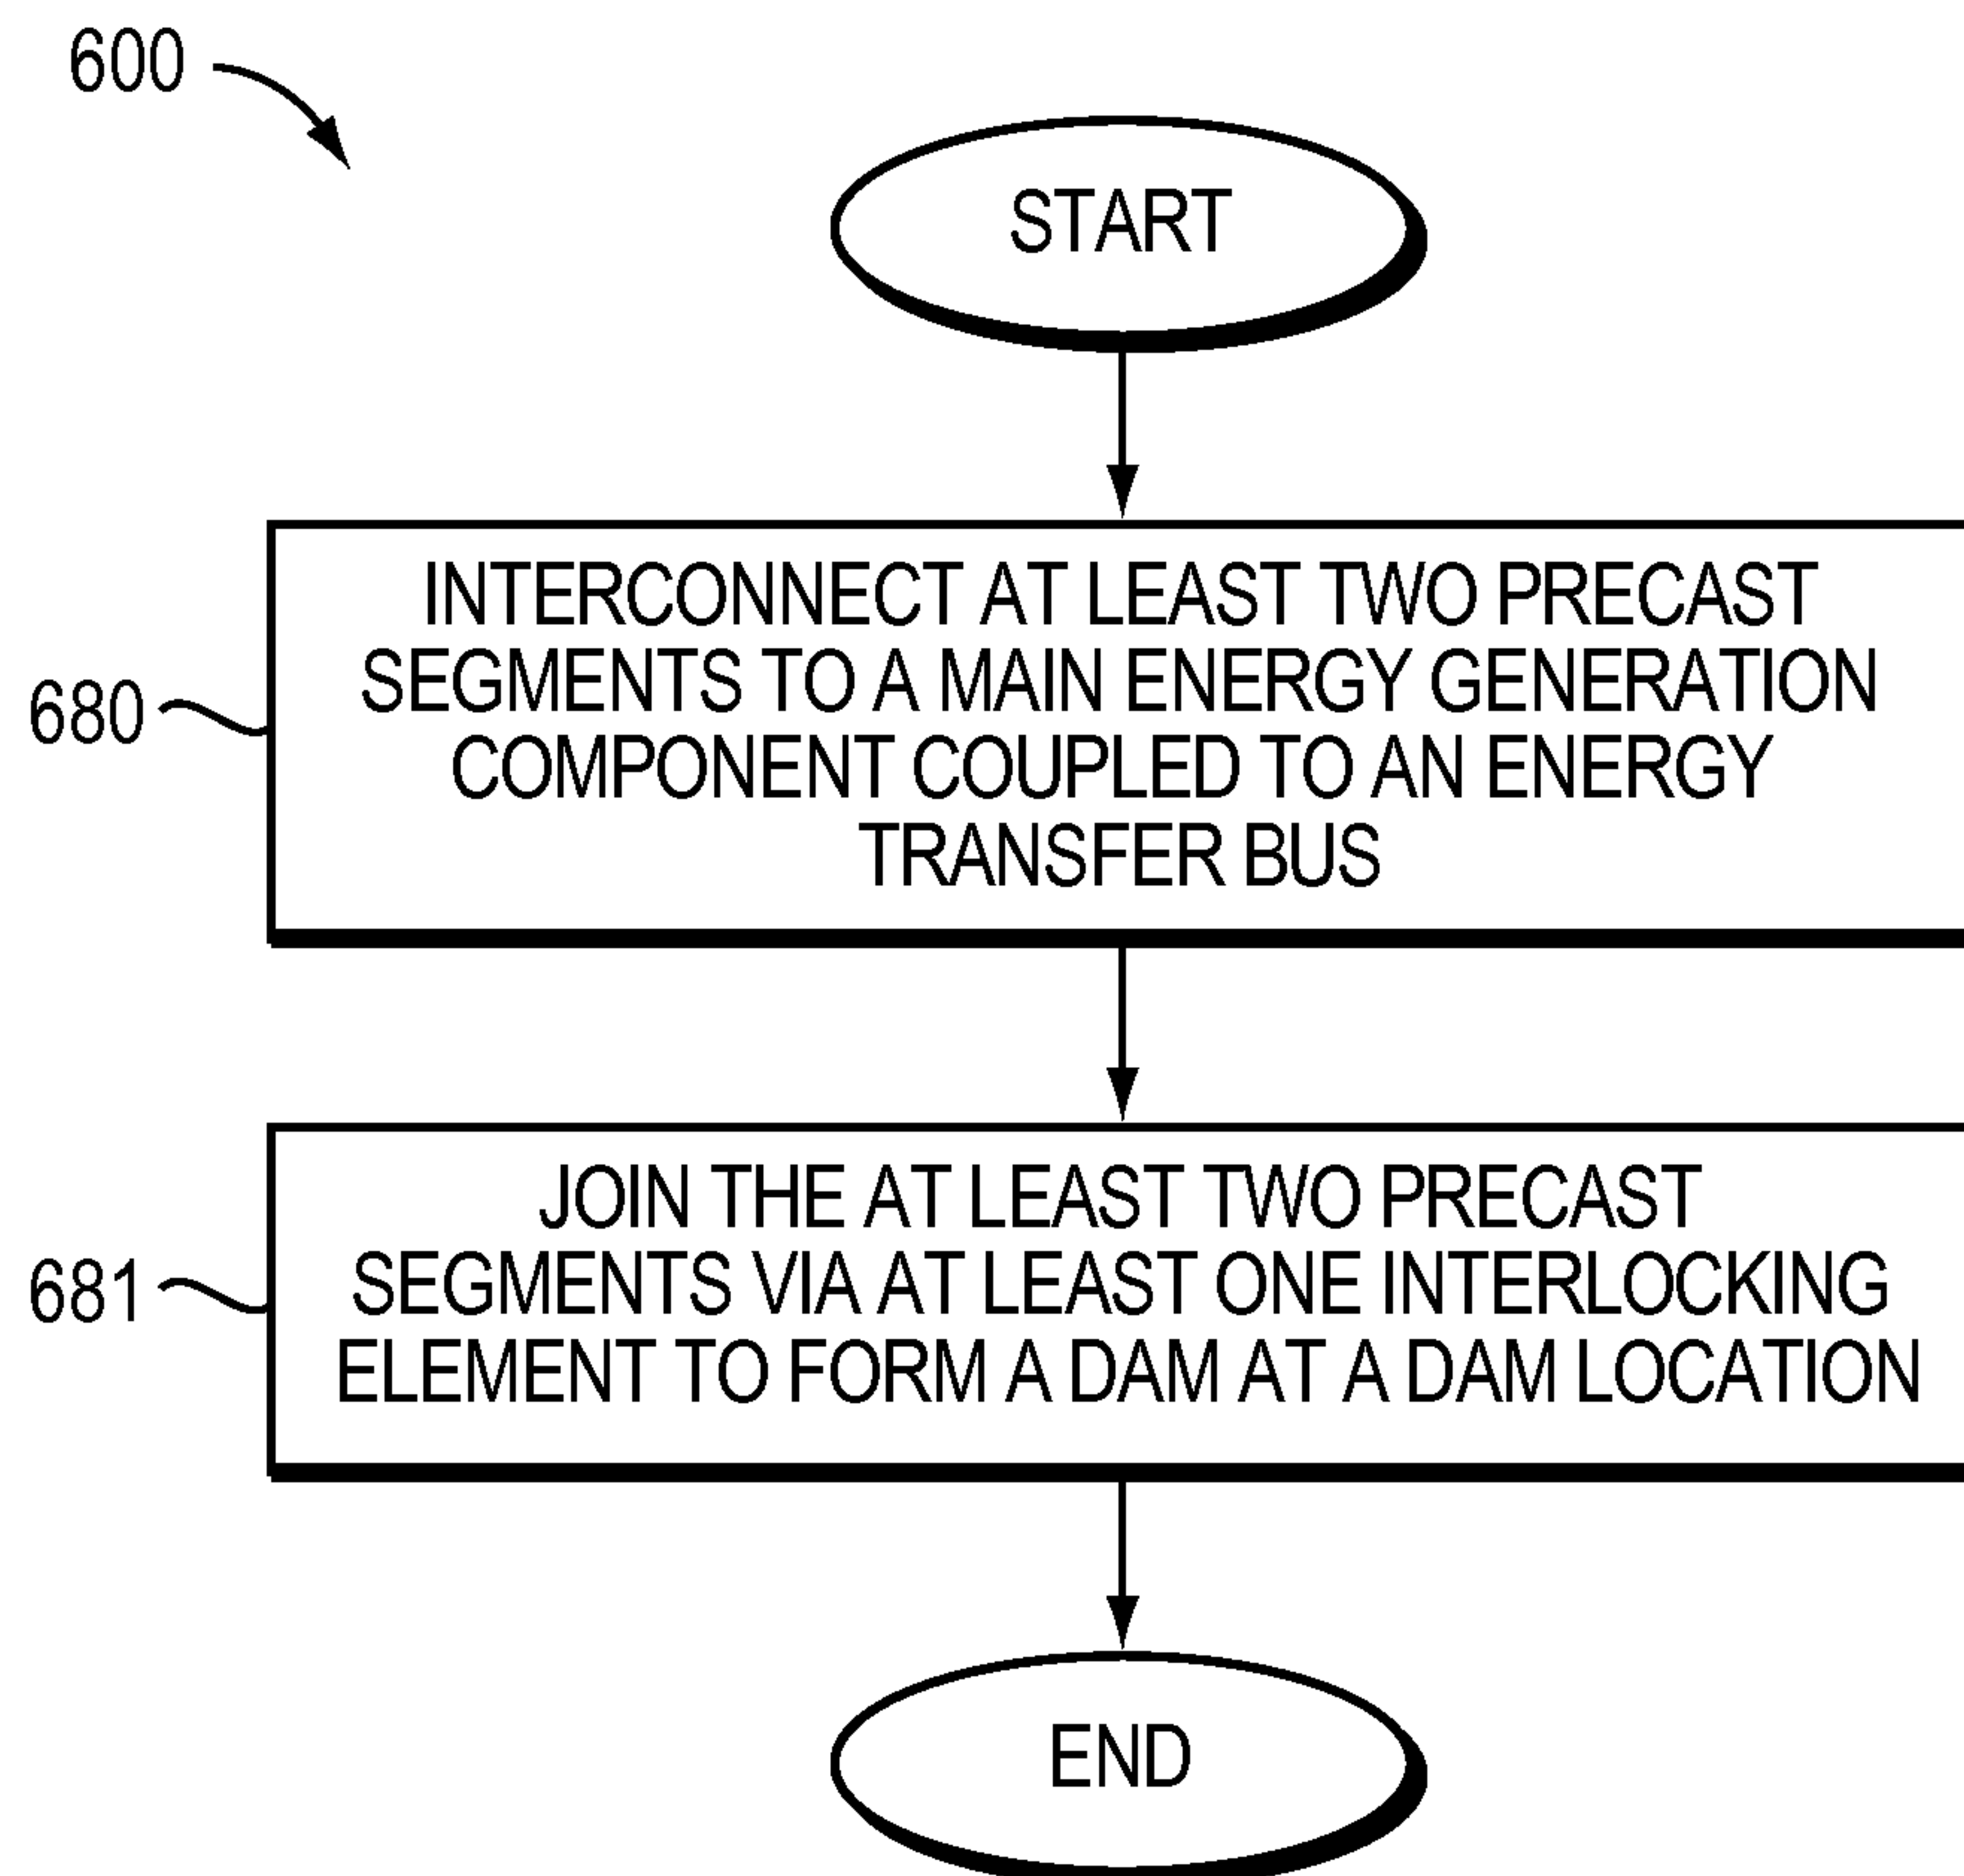 600
START
INTERCONNECT AT LEAST TWO PRECAST
SEGMENTS TO A MAIN ENERGY GENERATION
COMPONENT COUPLED TO AN ENERGY
TRANSFER BUS
680
JOIN THE AT LEAST TWO PRECAST
SEGMENTS VIA AT LEAST ONE INTERLOCKING
ELEMENT TO FORM A DAM AT A DAM LOCATION
681
END